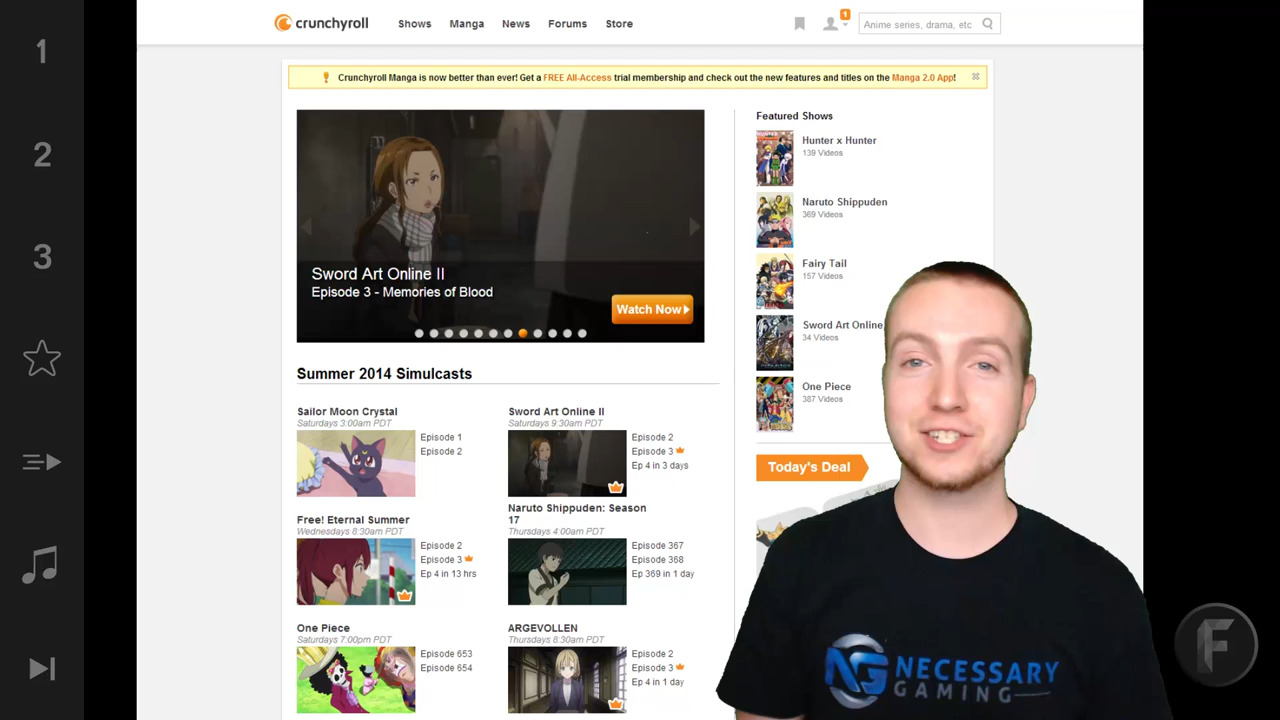 1
2
3
crunchyroll
Shows Manga News Forums Store
1
Anime series, drama, etc
Crunchyroll Manga is now better than ever! Get a FREE All-Access trial membership and check out the new features and titles on the Manga 2.0 App!
Sword Art Online II
Episode 3 - Memories of Blood
Watch Now
Summer 2014 Simulcasts
Sailor Moon Crystal
Saturdays 3:00am PDT
Episode 1
Episode 2
Sword Art Online II
Saturdays 9:30am PDT
Episode 2
Episode 3
Ep 4 in 3 days
Free! Eternal Summer
Wednesdays 8:30am PDT
Episode 2
Episode 3
Ep 4 in 13 hrs
Naruto Shippuden: Season
17
Thursdays 4:00am PDT
Episode 367
Episode 368
Ep 369 in 1 day
One Piece
Saturdays 7:00pm PDT
Episode 653
Episode 654
ARGEVOLLEN
Thursdays 8:30am PDT
Episode 2
Episode 3
Ep 4 in 1 day
Featured Shows
Hunter x Hunter
139 Videos
Naruto Shippuden
369 Videos
Fairy Tail
157 Videos
Sword Art Online
34 Videos
One Piece
387 Videos
Today's Deal
NG NECESSARY
GAMING
F